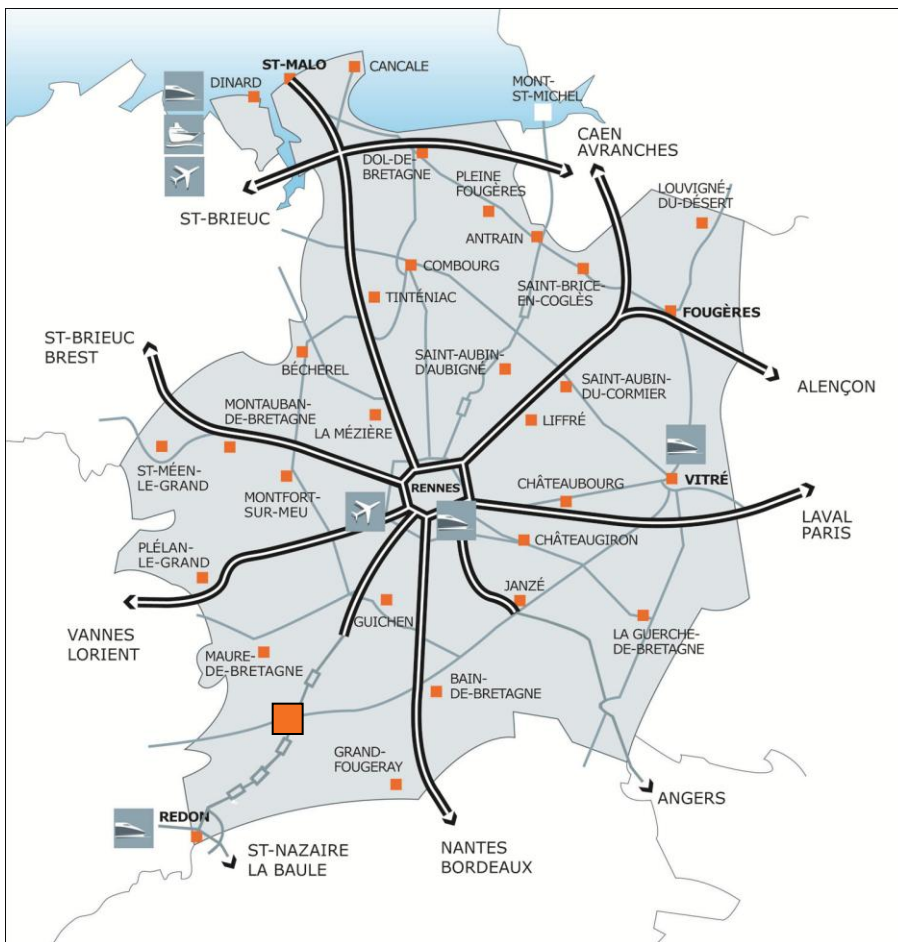 ST-MALO
CANCALE
DINARD
MONT-
ST-MICHEL
CAEN
AVRANCHES
DOL-DE-
BRETAGNE
PLEINE
FOUGÈRES
LOUVIGNÉ-
DU-DÉSERT
ST-BRIEUC
ANTRAIN
COMBOURG
SAINT-BRICE-
EN-COGLÈS
TINTÉNIAC
FOUGÈRES
ST-BRIEUC
BREST
BÉCHEREL
SAINT-AUBIN-
D'AUBIGNÉ
ALENÇON
SAINT-AUBIN-
DU-CORMIER
MONTAUBAN-
DE-BRETAGNE
LA MÉZIÈRE
LIFFRÉ
ST-MÉEN-
LE-GRAND
MONTFORT-
SUR-MEU
RENNES
CHÂTEAUBOURG
VITRÉ
LAVAL
PARIS
CHÂTEAUGIRON
PLÉLAN-
LE-GRAND
JANZÉ
GUICHEN
VANNES
LORIENT
LA GUERCHE-
DE-BRETAGNE
MAURE-
DE-BRETAGNE
BAIN-
DE-BRETAGNE
GRAND-
FOUGERAY
ANGERS
REDON
ST-NAZAIRE
LA BAULE
NANTES
BORDEAUX